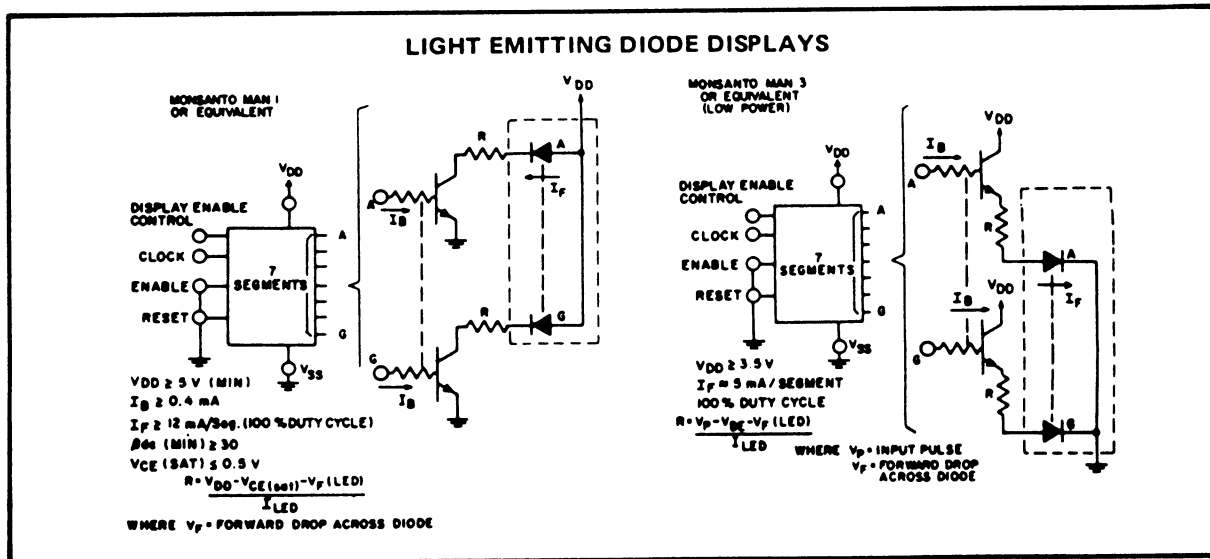 LIGHT EMITTING DIODE DISPLAYS
MONSANTO MAN 1
OR EQUIVALENT
VDD
DISPLAY ENABLE
CONTROL
CLOCK
ENABLE
RESET
7
SEGMENTS
A
G
VSS
VDD
R
A
IF
A
IB
R
G
G
IB
VDD ≥ 5 V (MIN)
IB ≥ 0.4 mA
IF ≥ 12 mA/Seg. (100 % DUTY CYCLE)
βdc (MIN) ≥ 30
VCE (SAT) ≤ 0.5 V
R = VDD - VCE(sat) - VF (LED)
ILED
WHERE VF = FORWARD DROP ACROSS DIODE
MONSANTO MAN 3
OR EQUIVALENT
(LOW POWER)
VDD
DISPLAY ENABLE
CONTROL
CLOCK
ENABLE
RESET
7
SEGMENTS
A
G
VSS
VDD
IB
A
R
A
IF
VDD
IB
G
R
G
VDD ≥ 3.5 V
IF ≈ 5 mA / SEGMENT
100 % DUTY CYCLE
R = VP - VBE - VF (LED)
ILED
WHERE VP = INPUT PULSE
VF = FORWARD DROP
ACROSS DIODE